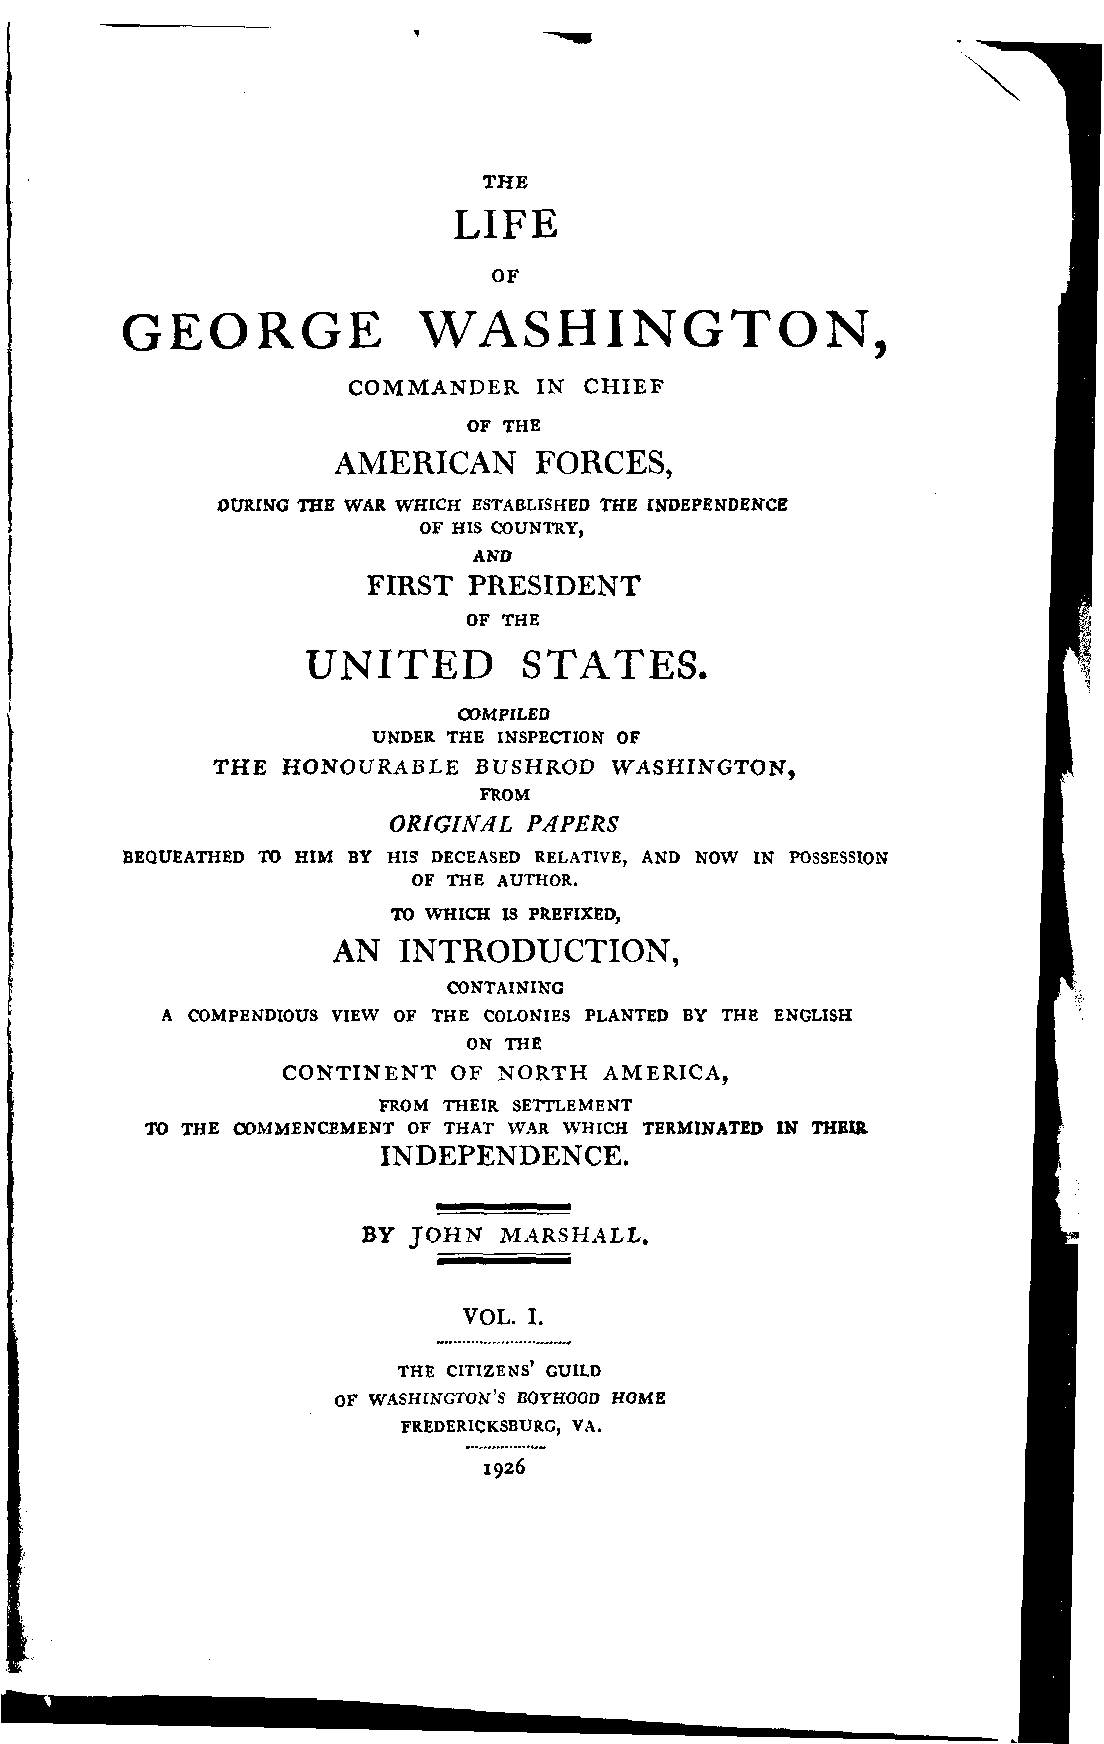 THE
LIFE
OF
GEORGE WASHINGTON,
COMMANDER IN CHIEF
OF THE
AMERICAN FORCES,
DURING THE WAR WHICH ESTABLISHED THE INDEPENDENCE
OF HIS COUNTRY,
AND
FIRST PRESIDENT
OF THE
UNITED STATES.
COMPILED
UNDER THE INSPECTION OF
THE HONOURABLE BUSHROD WASHINGTON,
FROM
ORIGINAL PAPERS
BEQUEATHED TO HIM BY HIS DECEASED RELATIVE, AND NOW IN POSSESSION
OF THE AUTHOR.
TO WHICH IS PREFIXED,
AN INTRODUCTION,
CONTAINING
A COMPENDIOUS VIEW OF THE COLONIES PLANTED BY THE ENGLISH
ON THE
CONTINENT OF NORTH AMERICA,
FROM THEIR SETTLEMENT
TO THE COMMENCEMENT OF THAT WAR WHICH TERMINATED IN THEIR
INDEPENDENCE.
BY JOHN MARSHALL.
VOL. I.
THE CITIZENS' GUILD
OF WASHINGTON'S BOYHOOD HOME
FREDERICKSBURG, VA.
1926